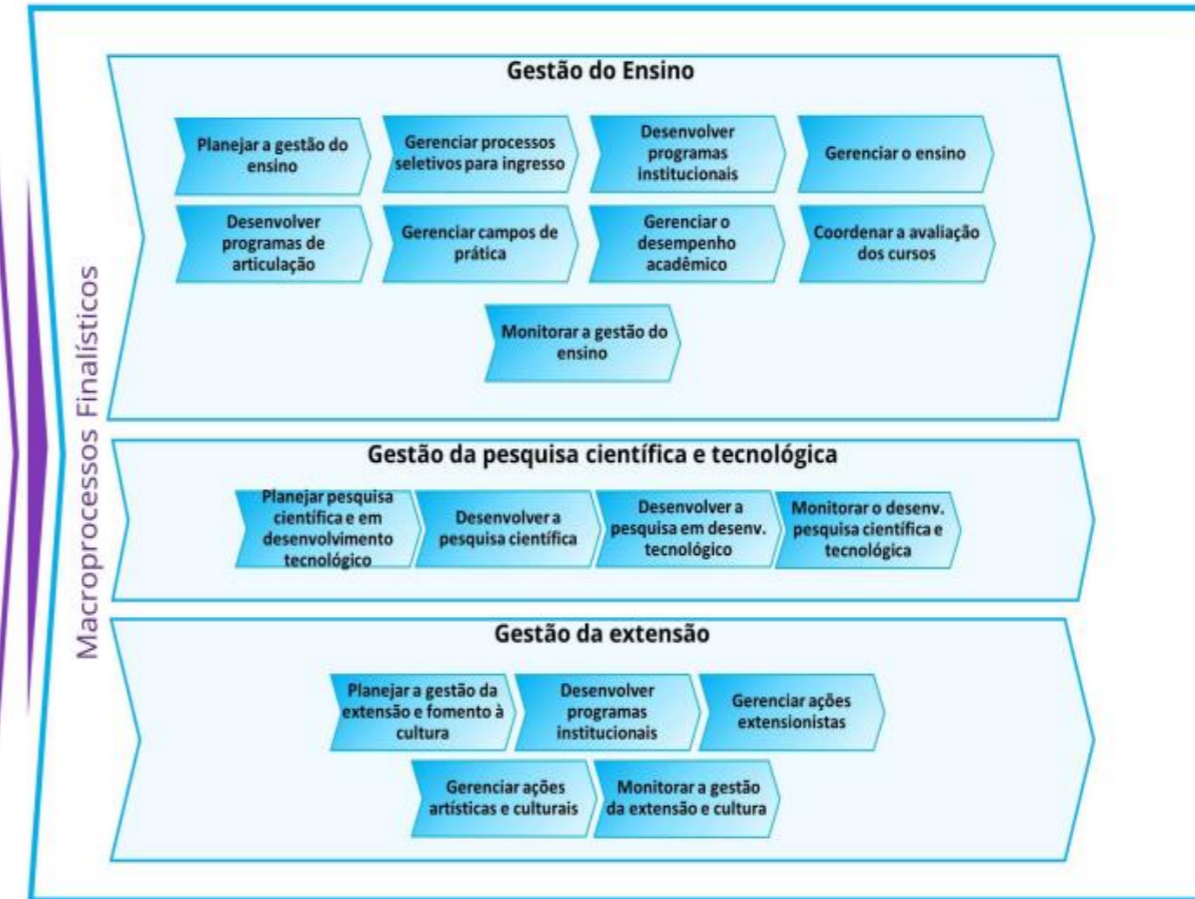 Macroprocessos Finalísticos
Gestão do Ensino
Planejar a gestão do
ensino
Gerenciar processos
seletivos para ingresso
Desenvolver
programas
institucionais
Gerenciar o ensino
Desenvolver
programas de
articulação
Gerenciar campos de
prática
Gerenciar o
desempenho
acadêmico
Coordenar a avaliação
dos cursos
Monitorar a gestão do
ensino
Gestão da pesquisa científica e tecnológica
Planejar pesquisa
científica e em
desenvolvimento
tecnológico
Desenvolver a
pesquisa científica
Desenvolver a
pesquisa em desenv.
tecnológico
Monitorar o desenv.
pesquisa científica e
tecnológica
Gestão da extensão
Planejar a gestão da
extensão e fomento à
cultura
Desenvolver
programas
institucionais
Gerenciar ações
extensionistas
Gerenciar ações
artísticas e culturais
Monitorar a gestão
da extensão e cultura